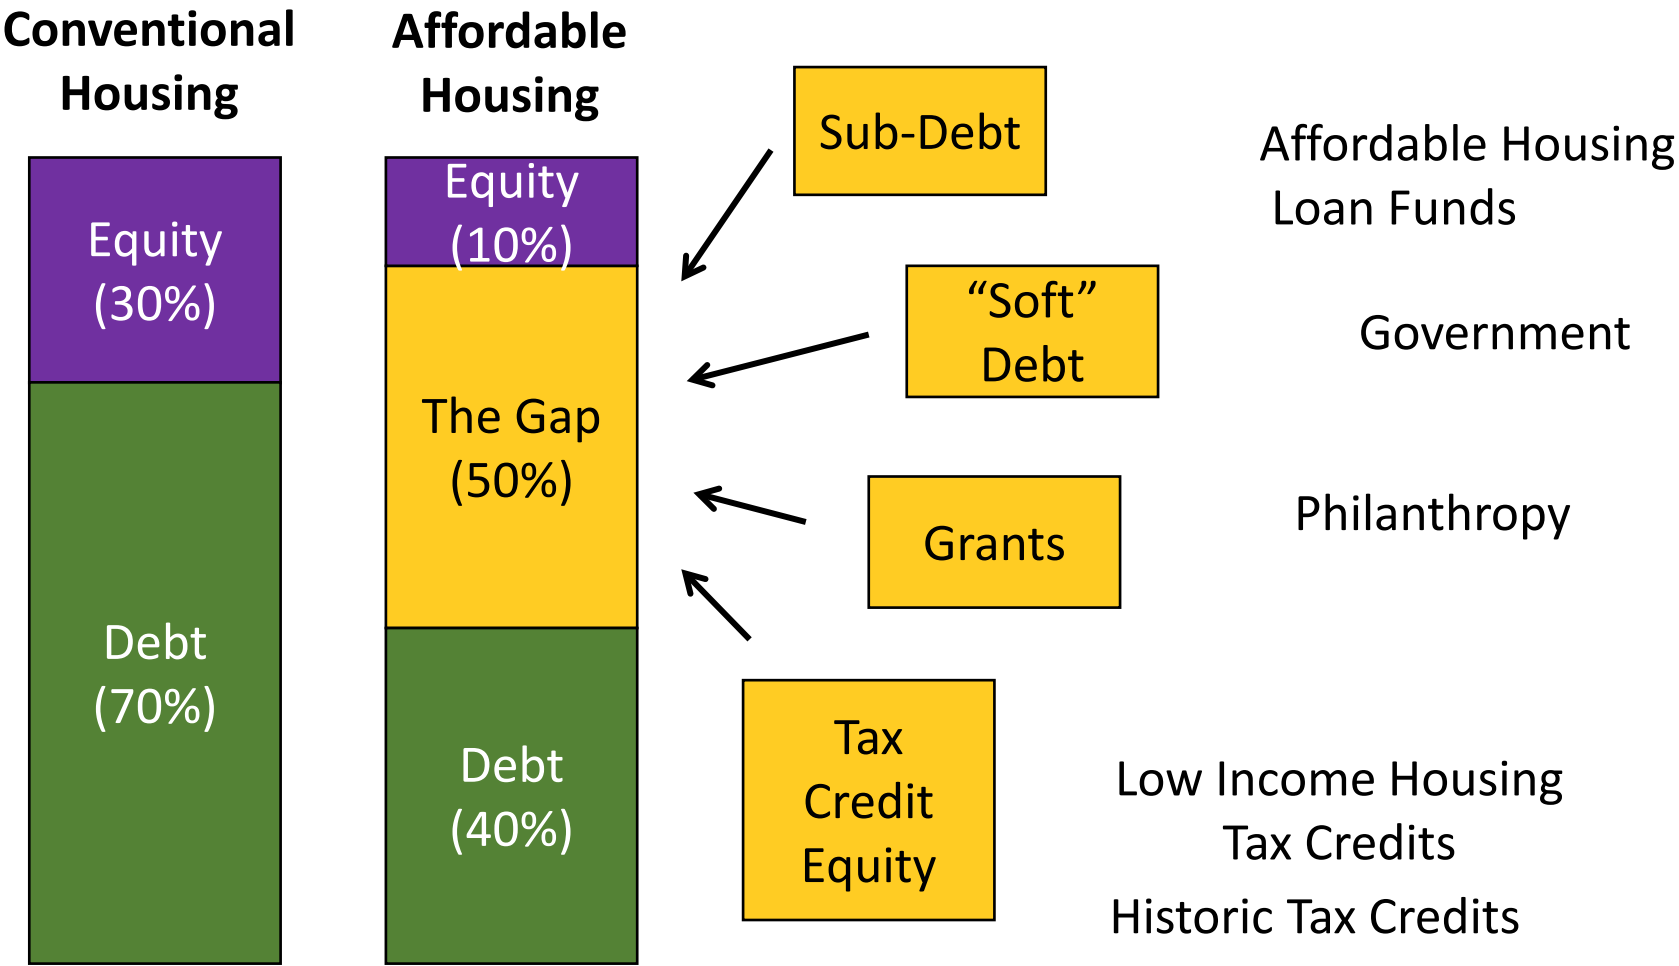 Conventional
Housing
Affordable
Housing
Equity
(30%)
Debt
(70%)
Equity
(10%)
The Gap
(50%)
Debt
(40%)
Sub-Debt
“Soft”
Debt
Grants
Tax
Credit
Equity
Affordable Housing
Loan Funds
Government
Philanthropy
Low Income Housing
Tax Credits
Historic Tax Credits